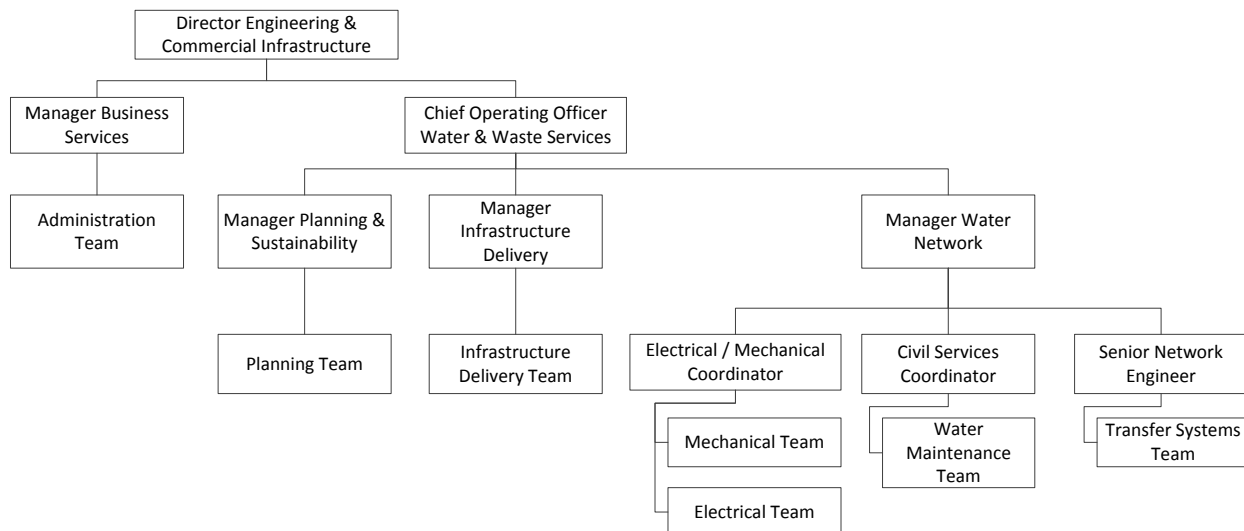 Director Engineering &
Commercial Infrastructure
Manager Business
Services
Chief Operating Officer
Water & Waste Services
Administration
Team
Manager Planning &
Sustainability
Manager
Infrastructure
Delivery
Manager Water
Network
Planning Team
Infrastructure
Delivery Team
Electrical / Mechanical
Coordinator
Civil Services
Coordinator
Senior Network
Engineer
Mechanical Team
Water
Maintenance
Team
Transfer Systems
Team
Electrical Team